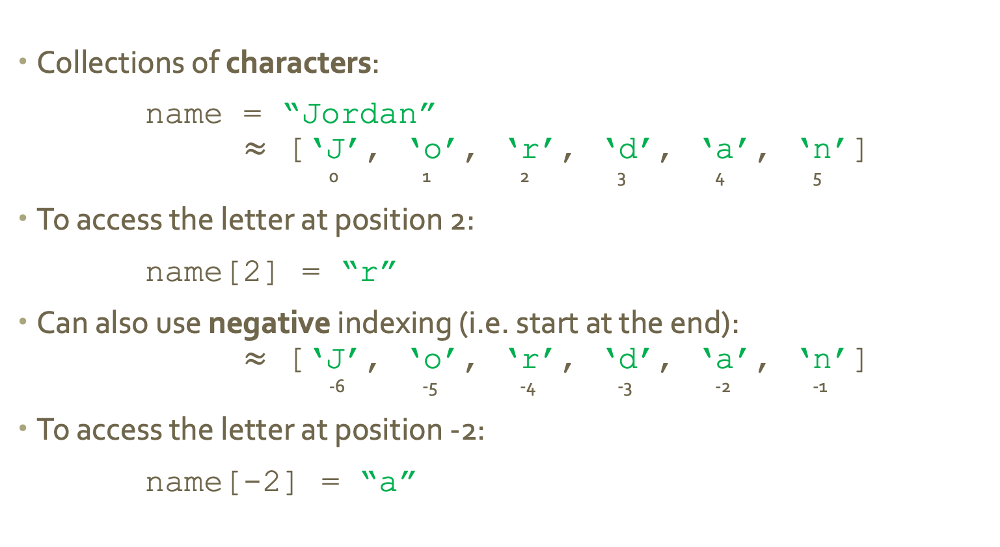 • Collections of characters:
name = “Jordan”
≈ [‘J’, ‘o’, ‘r’, ‘d’, ‘a’, ‘n’]
0 1 2 3 4 5
• To access the letter at position 2:
name[2] = “r”
• Can also use negative indexing (i.e. start at the end):
≈ [‘J’, ‘o’, ‘r’, ‘d’, ‘a’, ‘n’]
-6 -5 -4 -3 -2 -1
• To access the letter at position -2:
name[-2] = “a”